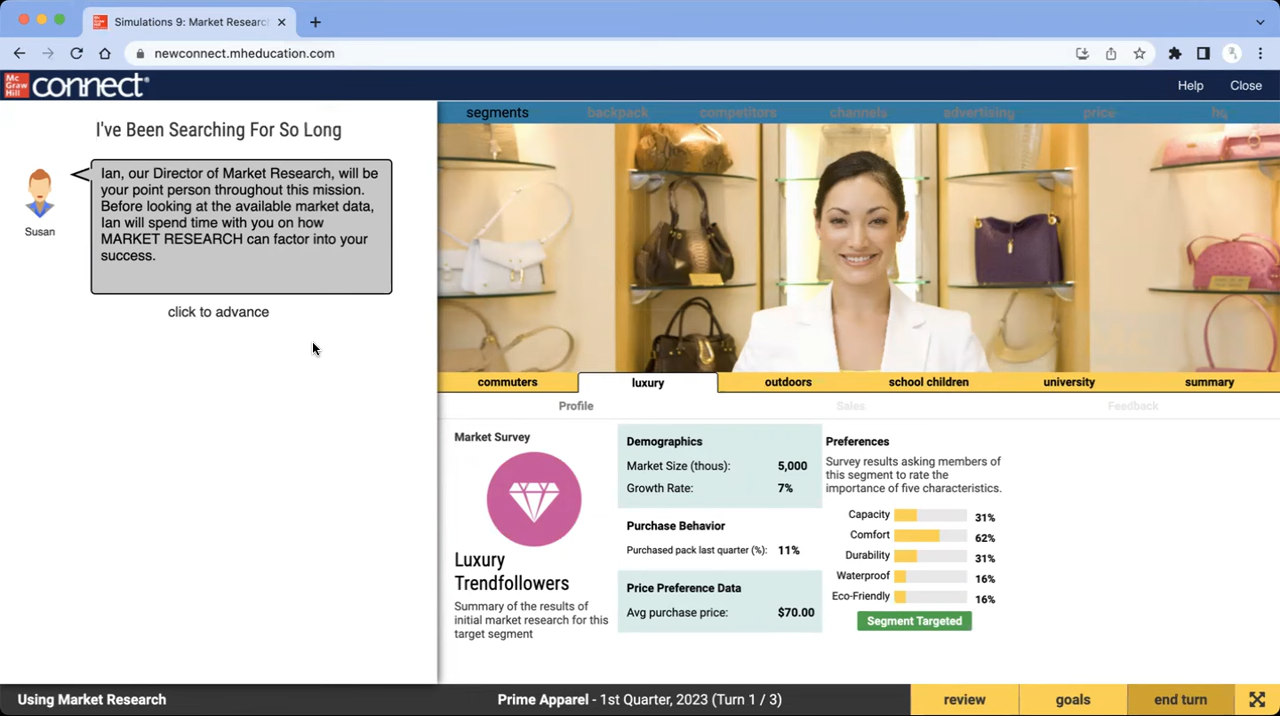 Simulations 9: Market Researc
newconnect.mheducation.com
Mc Graw Hill connect
Help Close
I've Been Searching For So Long
Susan
Ian, our Director of Market Research, will be
your point person throughout this mission.
Before looking at the available market data,
Ian will spend time with you on how
MARKET RESEARCH can factor into your
success.
click to advance
segments backpack competitors channels advertising price hq
commuters luxury outdoors school children university summary
Profile Sales Feedback
Market Survey
Luxury
Trendfollowers
Summary of the results of
initial market research for this
target segment
Demographics
Market Size (thous): 5,000
Growth Rate: 7%
Purchase Behavior
Purchased pack last quarter (%): 11%
Price Preference Data
Avg purchase price: $70.00
Preferences
Survey results asking members of
this segment to rate the
importance of five characteristics.
Capacity 31%
Comfort 62%
Durability 31%
Waterproof 16%
Eco-Friendly 16%
Segment Targeted
Using Market Research
Prime Apparel - 1st Quarter, 2023 (Turn 1 / 3)
review goals end turn